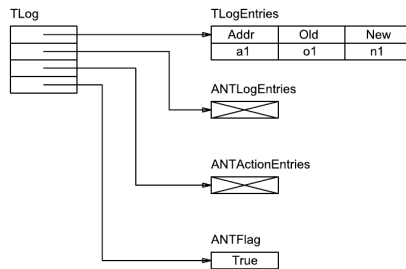 TLog
TLogEntries
Addr Old New
a1 o1 n1
ANTLogEntries
ANTActionEntries
ANTFlag
True